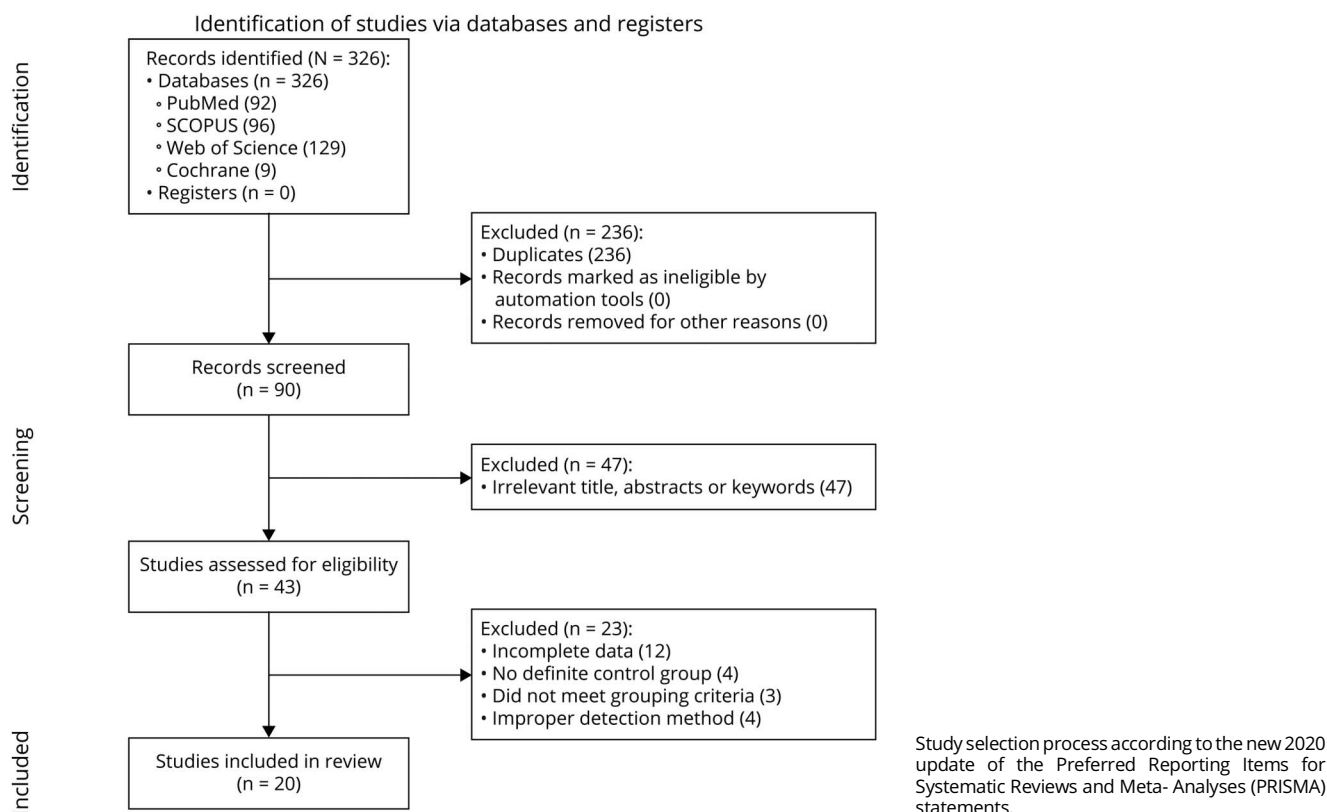 Identification of studies via databases and registers
Identification
Records identified (N = 326):
• Databases (n = 326)
∘ PubMed (92)
∘ SCOPUS (96)
∘ Web of Science (129)
∘ Cochrane (9)
• Registers (n = 0)
Excluded (n = 236):
• Duplicates (236)
• Records marked as ineligible by
automation tools (0)
• Records removed for other reasons (0)
Screening
Records screened
(n = 90)
Excluded (n = 47):
• Irrelevant title, abstracts or keywords (47)
Studies assessed for eligibility
(n = 43)
Excluded (n = 23):
• Incomplete data (12)
• No definite control group (4)
• Did not meet grouping criteria (3)
• Improper detection method (4)
Included
Studies included in review
(n = 20)
Study selection process according to the new 2020
update of the Preferred Reporting Items for
Systematic Reviews and Meta- Analyses (PRISMA)
statements.